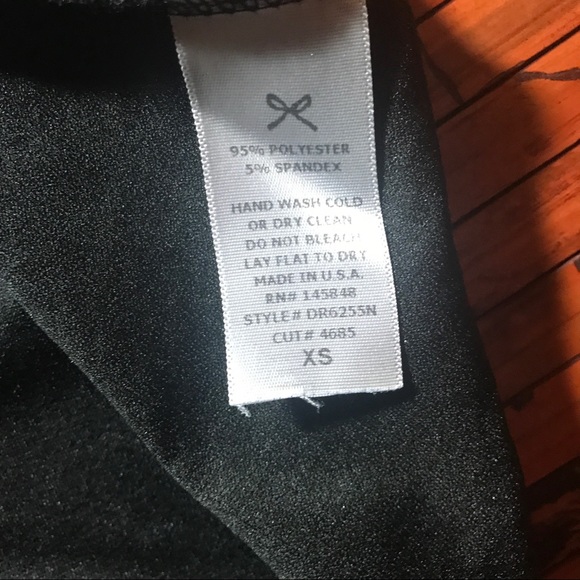 95% POLYESTER
5% SPANDEX
HAND WASH COLD
OR DRY CLEAN
DO NOT BLEACH
LAY FLAT TO DRY
MADE IN U.S.A.
RN# 145848
STYLE# DR6255N
CUT# 4685
XS